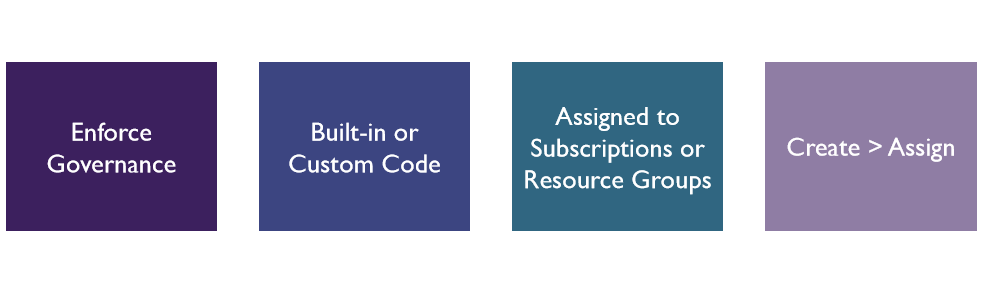 Enforce
Governance
Built-in or
Custom Code
Assigned to
Subscriptions or
Resource Groups
Create > Assign